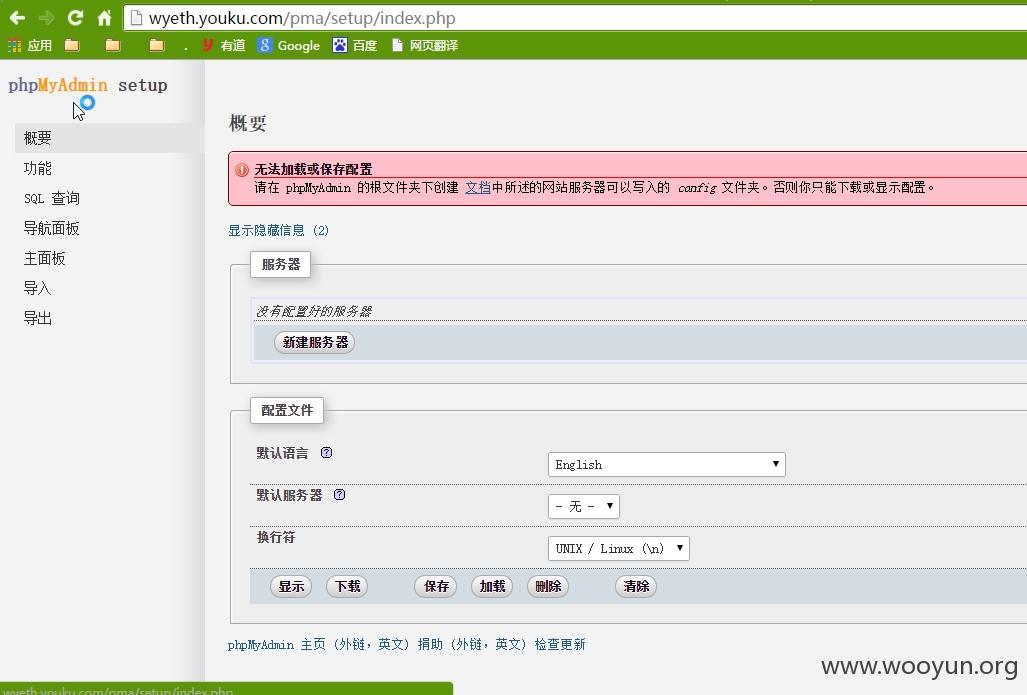 wyeth.youku.com/pma/setup/index.php
应用 . 有道 Google 百度 网页翻译
phpMyAdmin setup
概要
功能
SQL 查询
导航面板
主面板
导入
导出
概要
无法加载或保存配置
请在 phpMyAdmin 的根文件夹下创建 文档中所述的网站服务器可以写入的 config 文件夹。否则你只能下载或显示配置。
显示隐藏信息 (2)
服务器
没有配置好的服务器
新建服务器
配置文件
默认语言 English
默认服务器 - 无 -
换行符 UNIX / Linux (\n)
显示 下载 保存 加载 删除 清除
phpMyAdmin 主页 (外链，英文) 捐助 (外链，英文) 检查更新
www.wooyun.org
wyeth.youku.com/pma/setup/index.php